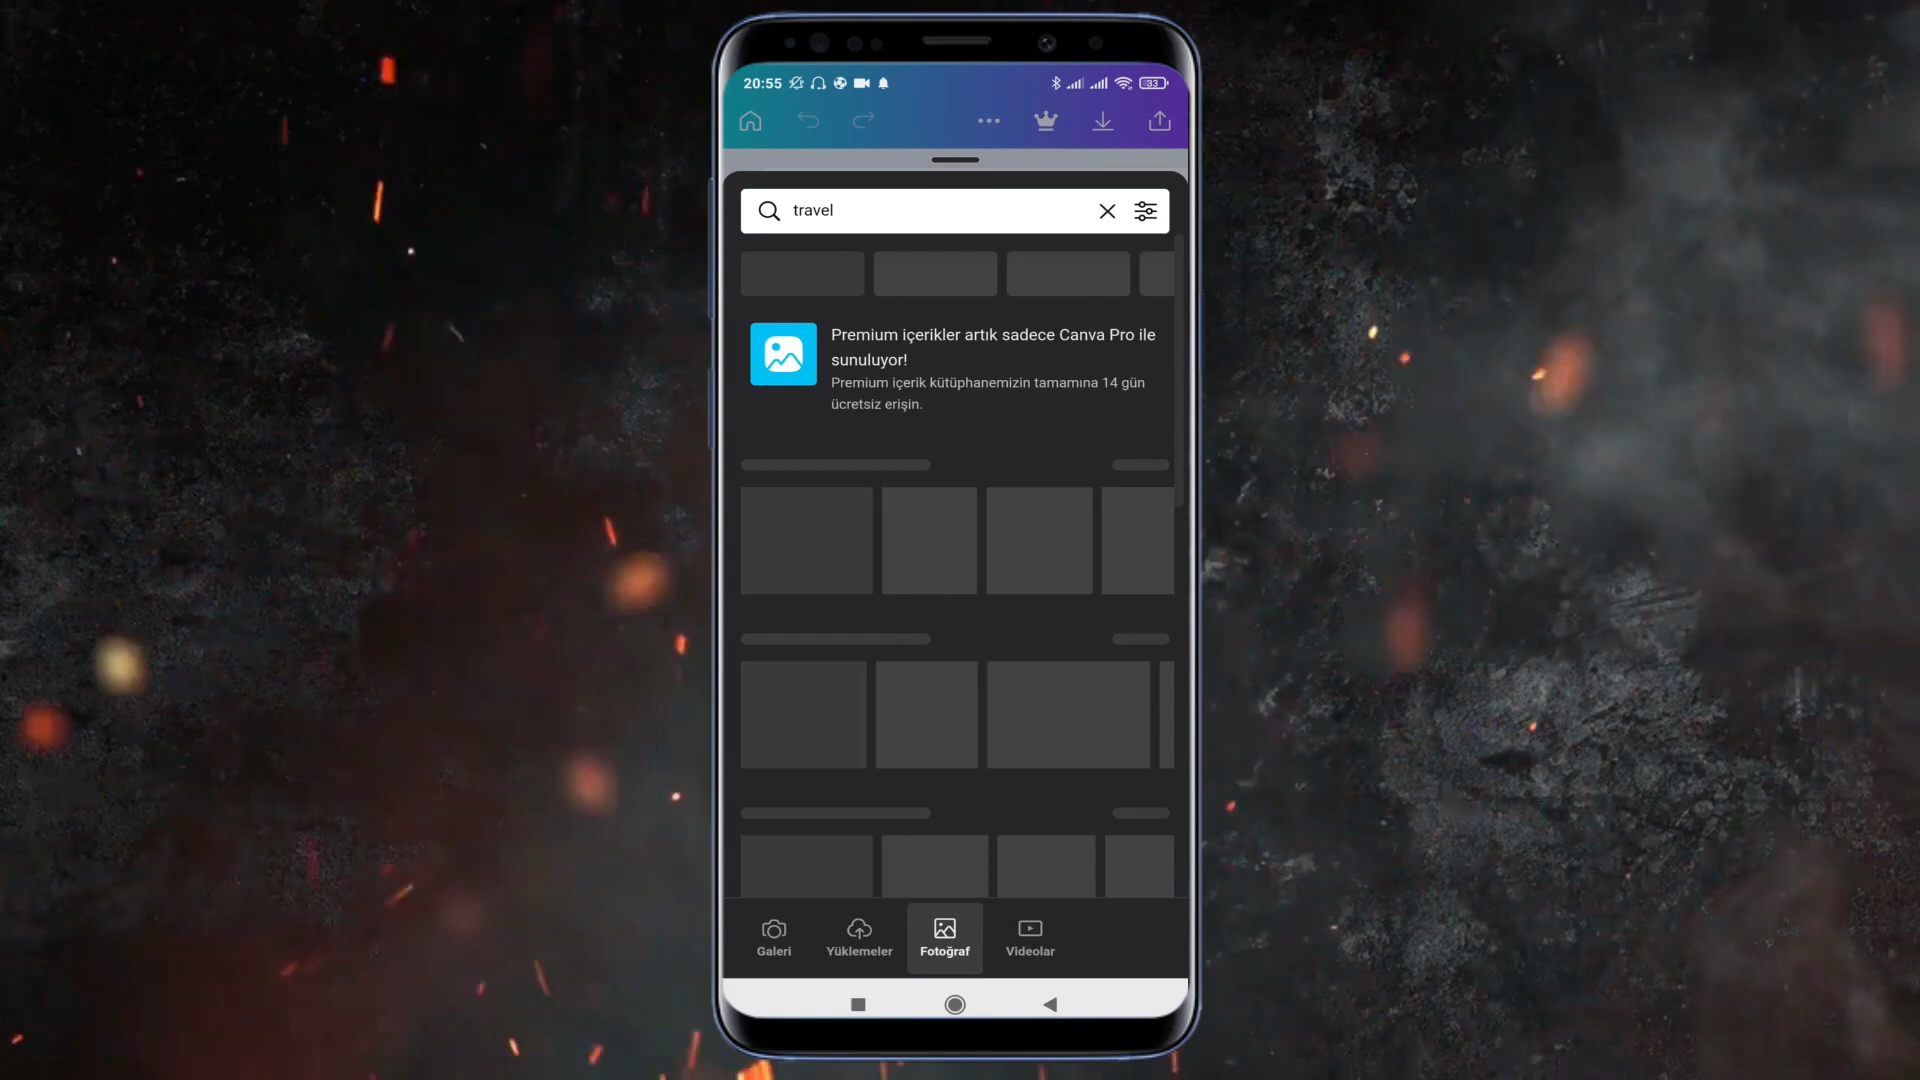 20:55
33
travel
Premium içerikler artık sadece Canva Pro ile
sunuluyor!
Premium içerik kütüphanemizin tamamına 14 gün
ücretsiz erişin.
Galeri Yüklemeler Fotoğraf Videolar